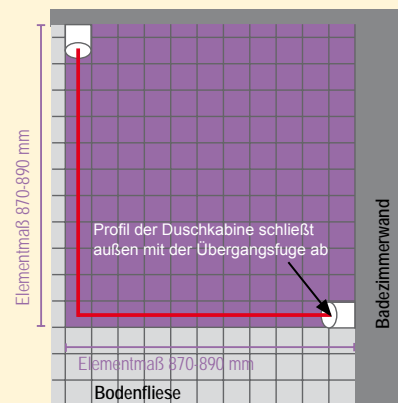 Elementmaß 870-890 mm
Profil der Duschkabine schließt
außen mit der Übergangsfuge ab
Badezimmerwand
Elementmaß 870-890 mm
Bodenfliese